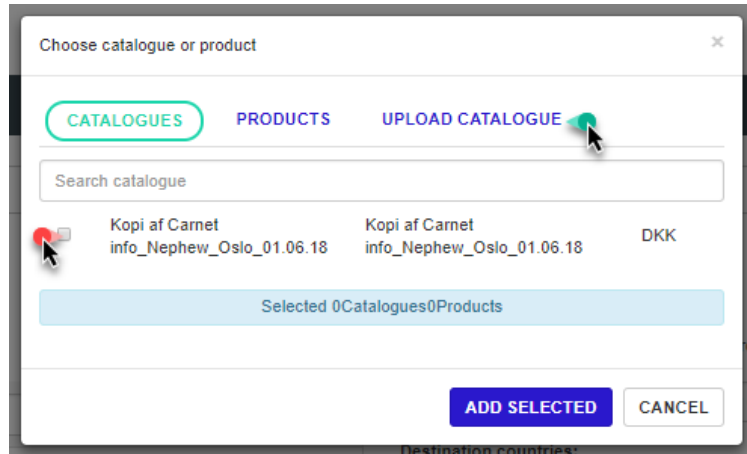 Choose catalogue or product ×
CATALOGUES PRODUCTS UPLOAD CATALOGUE
Search catalogue
Kopi af Carnet Kopi af Carnet DKK
info_Nephew_Oslo_01.06.18 info_Nephew_Oslo_01.06.18
Selected 0Catalogues0Products
ADD SELECTED CANCEL
Destination countries: